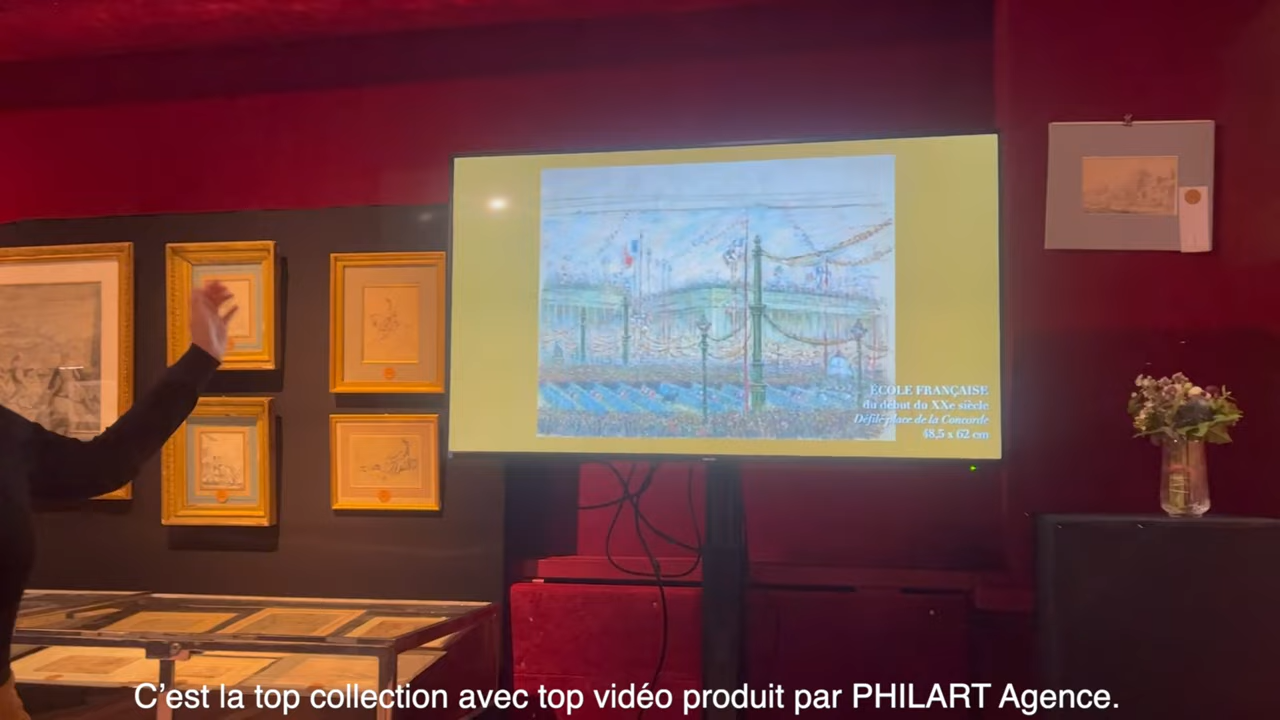 ÉCOLE FRANÇAISE
du début du XXe siècle
Défilé place de la Concorde
48,5 x 62 cm
C’est la top collection avec top vidéo produit par PHILART Agence.